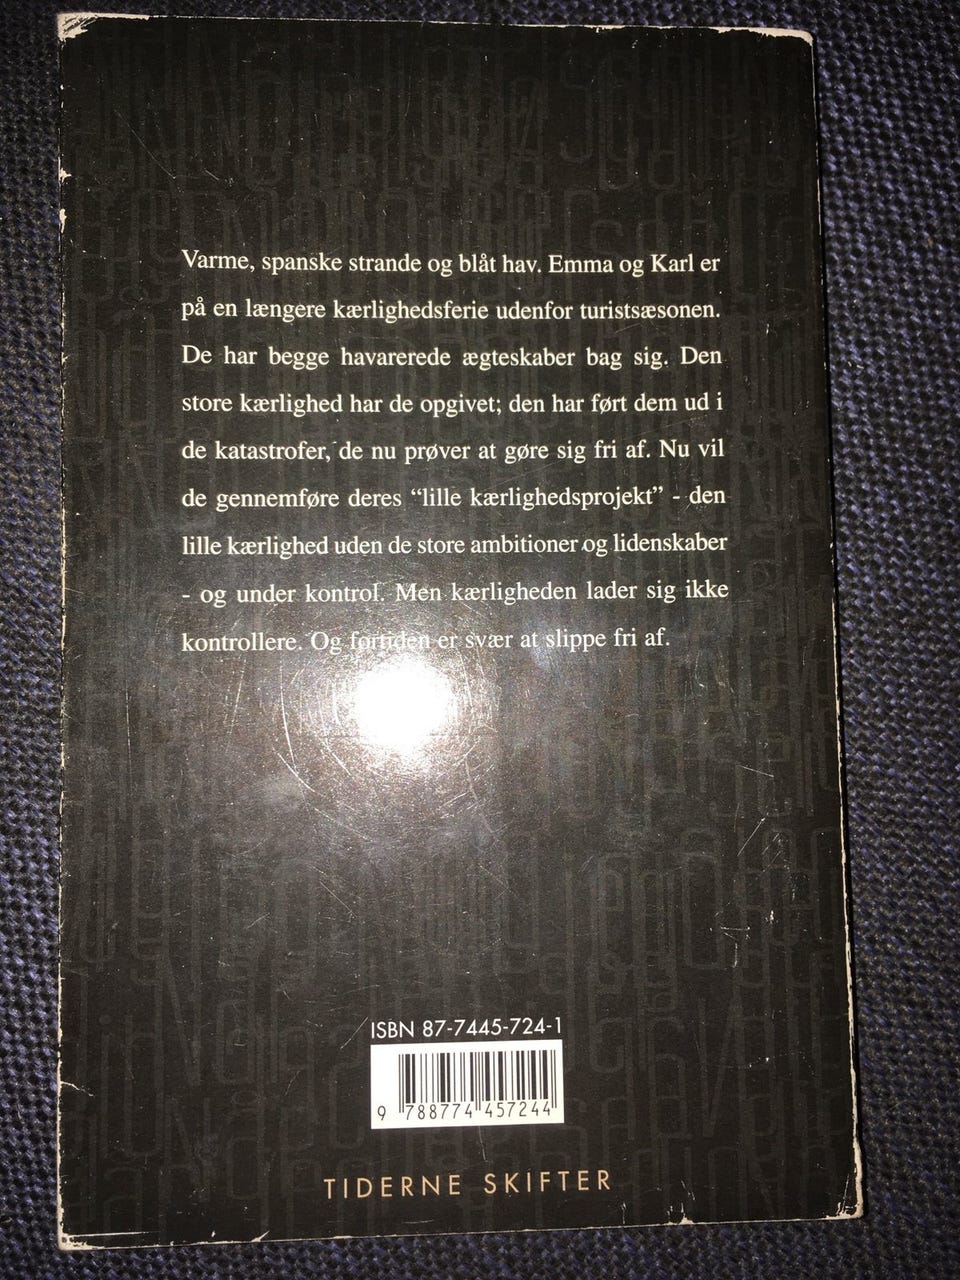 Varme, spanske strande og blåt hav. Emma og Karl er
på en længere kærlighedsferie udenfor turistsæsonen.
De har begge havarerede ægteskaber bag sig. Den
store kærlighed har de opgivet; den har ført dem ud i
de katastrofer, de nu prøver at gøre sig fri af. Nu vil
de gennemføre deres “lille kærlighedsprojekt” - den
lille kærlighed uden de store ambitioner og lidenskaber
- og under kontrol. Men kærligheden lader sig ikke
kontrollere. Og fortiden er svær at slippe fri af.
ISBN 87-7445-724-1
9 788774 457244
TIDERNE SKIFTER